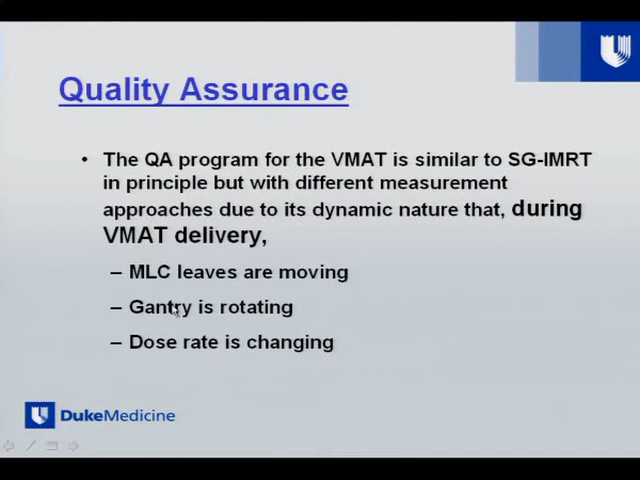 Quality Assurance
• The QA program for the VMAT is similar to SG-IMRT
in principle but with different measurement
approaches due to its dynamic nature that, during
VMAT delivery,
– MLC leaves are moving
– Gantry is rotating
– Dose rate is changing
DukeMedicine